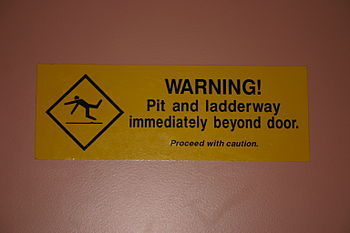 WARNING!
Pit and ladderway
immediately beyond door.
Proceed with caution.